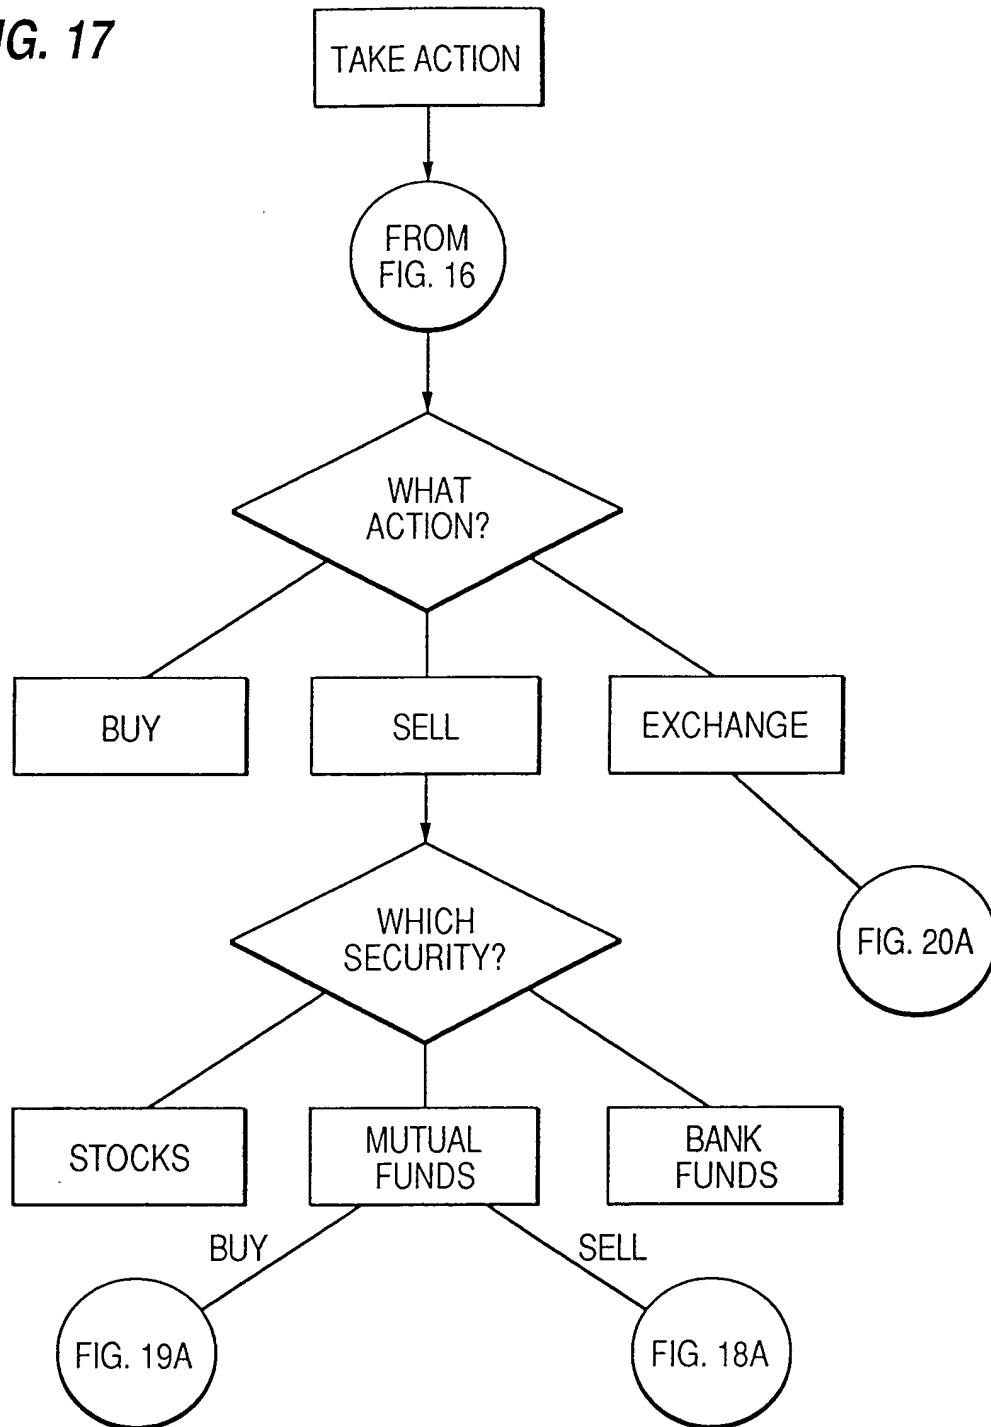 IG. 17
TAKE ACTION
FROM
FIG. 16
WHAT
ACTION?
BUY
SELL
EXCHANGE
WHICH
SECURITY?
FIG. 20A
STOCKS
MUTUAL
FUNDS
BANK
FUNDS
BUY
SELL
FIG. 19A
FIG. 18A